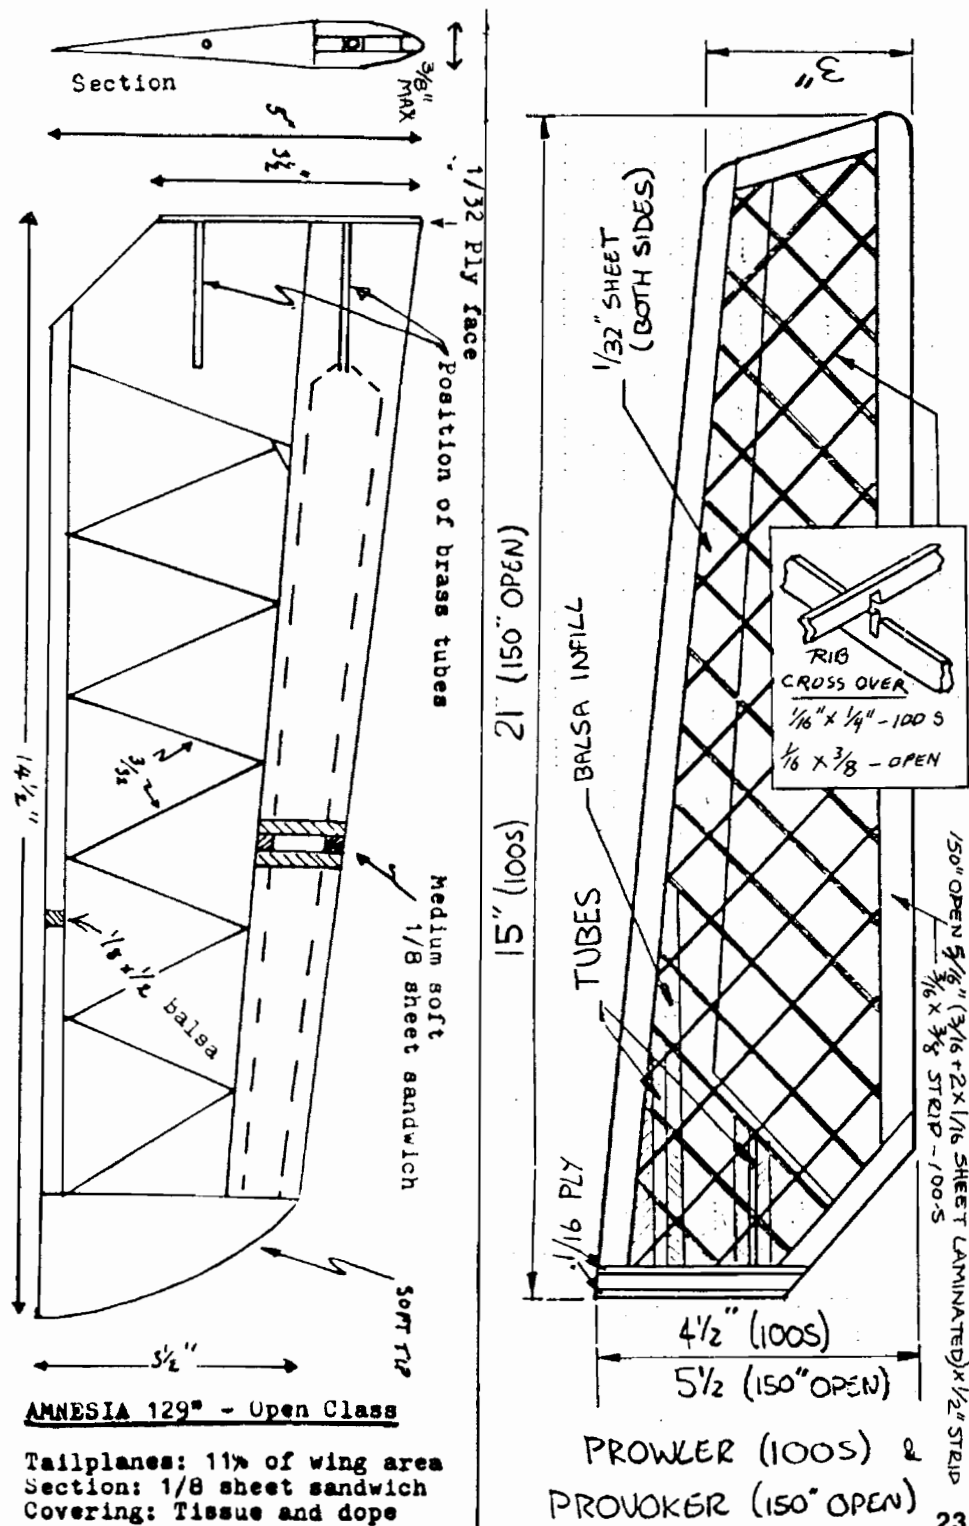 Section
3/8"
MAX
5"
3½"
1/32 Ply face
Position of brass tubes
3/32
14½"
Medium soft
1/8 sheet sandwich
1/8 x ½ balsa
SOFT TIP
3½"
AMNESIA 129" - Open Class
Tailplanes: 11% of wing area
Section: 1/8 sheet sandwich
Covering: Tissue and dope
3"
1/32" SHEET
(BOTH SIDES)
15" (100S) 21" (150" OPEN)
BALSA INFILL
TUBES
RIB
CROSS OVER
1/16" x ¼" - 100 S
1/16 x 3/8 - OPEN
1/16 PLY
150" OPEN 5/16" (3/16 + 2 x 1/16 SHEET LAMINATED) x ½" STRIP
3/16 x 3/8 STRIP - 100-S
4½" (100S)
5½ (150" OPEN)
PROWLER (100S) &
PROVOKER (150" OPEN)
23